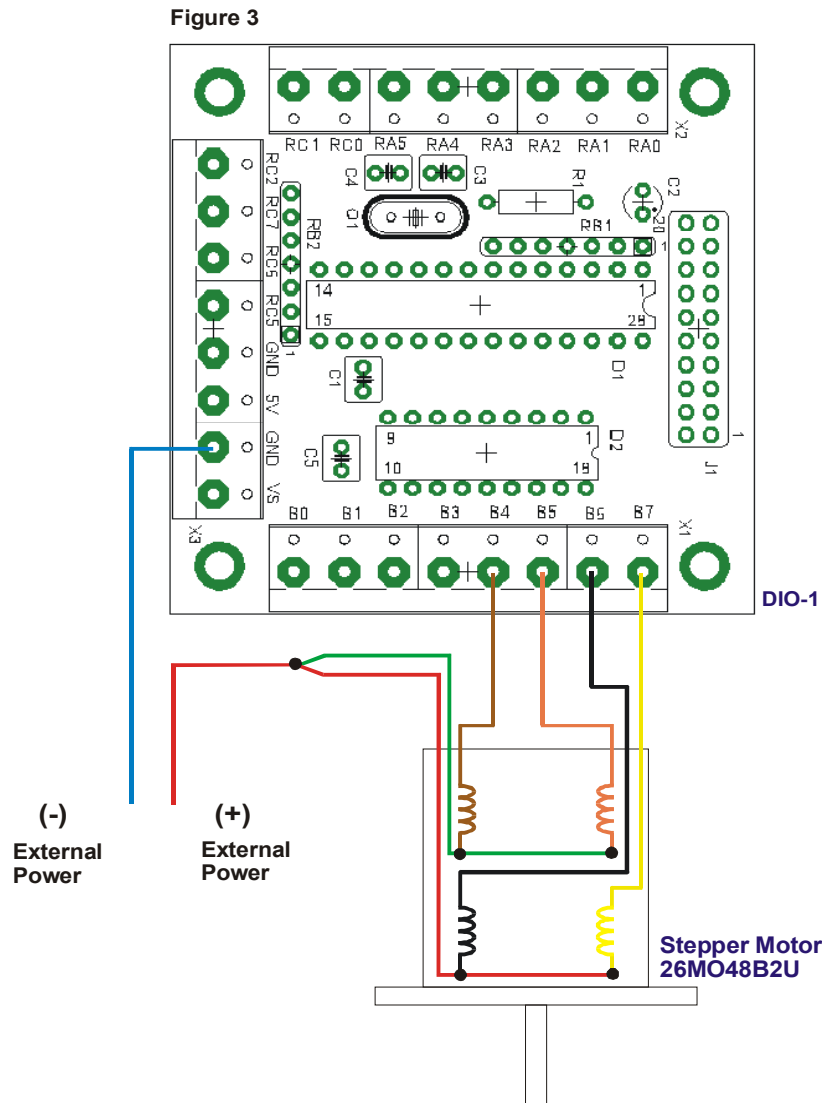 Figure 3
RC1 RC0 RA5 RA4 RA3 RA2 RA1 RA0
X2
C4
C3
R1
C2
20
Q1
RB1
1
RB2
RC2
RC7
RC6
RC5
GND
5V
GND
VS
X3
14
1
15
28
1
D1
C1
9
1
D2
10
18
C5
1
J1
B0 B1 B2 B3 B4 B5 B6 B7
X1
DIO-1
(-)
External
Power
(+)
External
Power
Stepper Motor
26MO48B2U